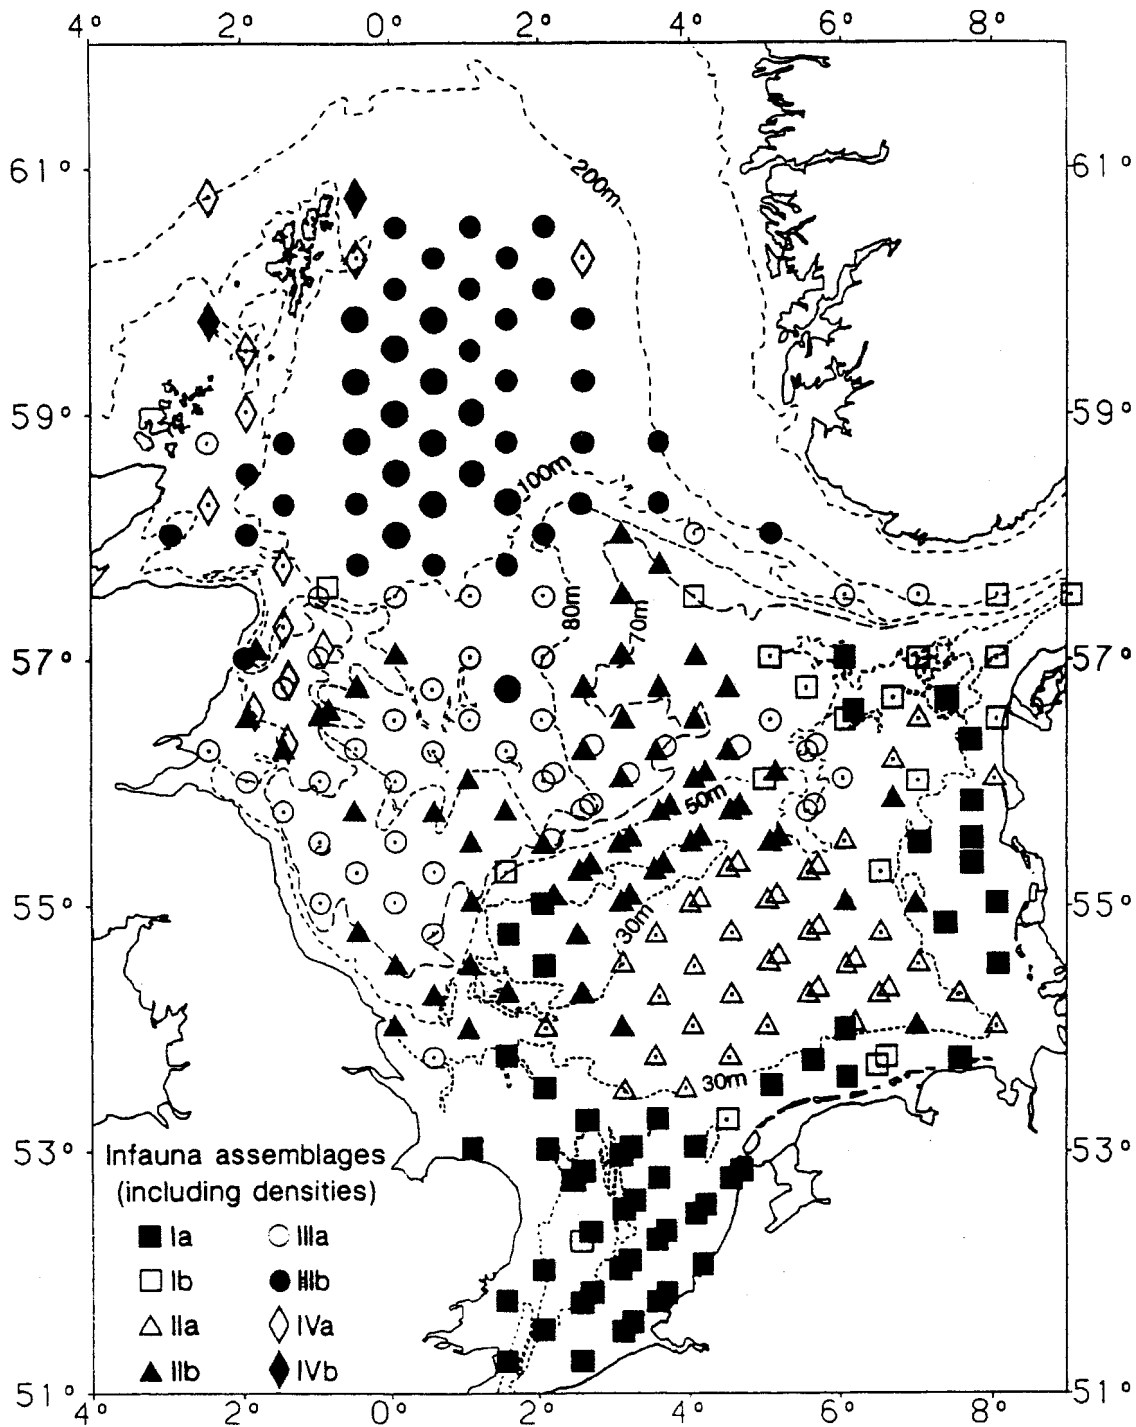 4° 2° 0° 2° 4° 6° 8°
61° 61°
200m
59° 59°
100m
80m
70m
57° 57°
50m
55° 55°
30m
30m
53° 53°
Infauna assemblages
(including densities)
Ia IIIa
Ib IIIb
IIa IVa
IIb IVb
51° 51°
4° 2° 0° 2° 4° 6° 8°